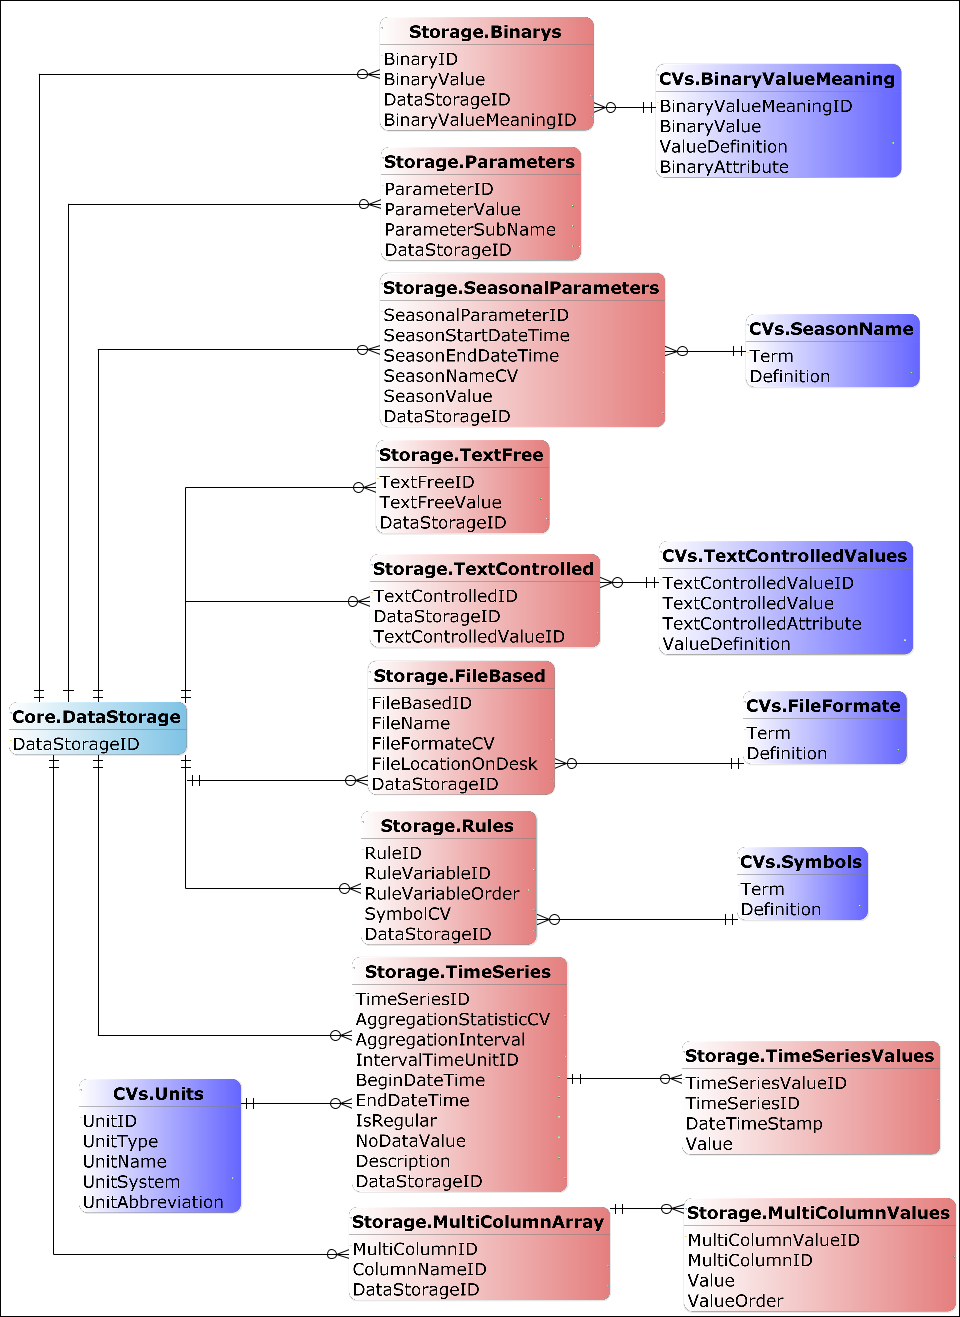 Storage.Binarys
BinaryID
BinaryValue
DataStorageID
BinaryValueMeaningID
CVs.BinaryValueMeaning
BinaryValueMeaningID
BinaryValue
ValueDefinition
BinaryAttribute
Storage.Parameters
ParameterID
ParameterValue
ParameterSubName
DataStorageID
Storage.SeasonalParameters
SeasonalParameterID
SeasonStartDateTime
SeasonEndDateTime
SeasonNameCV
SeasonValue
DataStorageID
CVs.SeasonName
Term
Definition
Storage.TextFree
TextFreeID
TextFreeValue
DataStorageID
Storage.TextControlled
TextControlledID
DataStorageID
TextControlledValueID
CVs.TextControlledValues
TextControlledValueID
TextControlledValue
TextControlledAttribute
ValueDefinition
Core.DataStorage
DataStorageID
Storage.FileBased
FileBasedID
FileName
FileFormateCV
FileLocationOnDesk
DataStorageID
CVs.FileFormate
Term
Definition
Storage.Rules
RuleID
RuleVariableID
RuleVariableOrder
SymbolCV
DataStorageID
CVs.Symbols
Term
Definition
Storage.TimeSeries
TimeSeriesID
AggregationStatisticCV
AggregationInterval
IntervalTimeUnitID
BeginDateTime
EndDateTime
IsRegular
NoDataValue
Description
DataStorageID
CVs.Units
UnitID
UnitType
UnitName
UnitSystem
UnitAbbreviation
Storage.TimeSeriesValues
TimeSeriesValueID
TimeSeriesID
DateTimeStamp
Value
Storage.MultiColumnArray
MultiColumnID
ColumnNameID
DataStorageID
Storage.MultiColumnValues
MultiColumnValueID
MultiColumnID
Value
ValueOrder